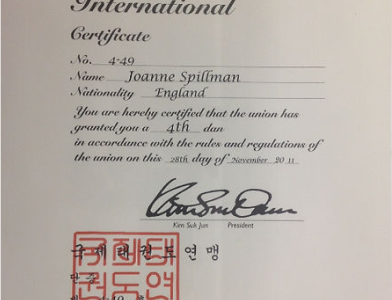 International
Certificate
No. 4-49
Name Joanne Spillman
Nationality England
You are hereby certified that the union has
granted you a 4th dan
in accordance with the rules and regulations of
the union on this 28th day of November 20 11
Kim Suk Jun President
국제태권도연맹